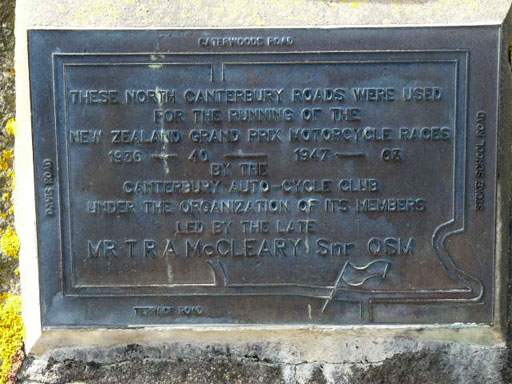 CATERWOODS ROAD
THESE NORTH CANTERBURY ROADS WERE USED
FOR THE RUNNING OF THE
NEW ZEALAND GRAND PRIX MOTORCYCLE RACES
1936 — 40 — 1947 — 63
BY THE
CANTERBURY AUTO-CYCLE CLUB
UNDER THE ORGANIZATION OF ITS MEMBERS
LED BY THE LATE
MR T.R.A McCLEARY Snr QSM
TERRACE ROAD
ROAD
SCHOOL ROAD